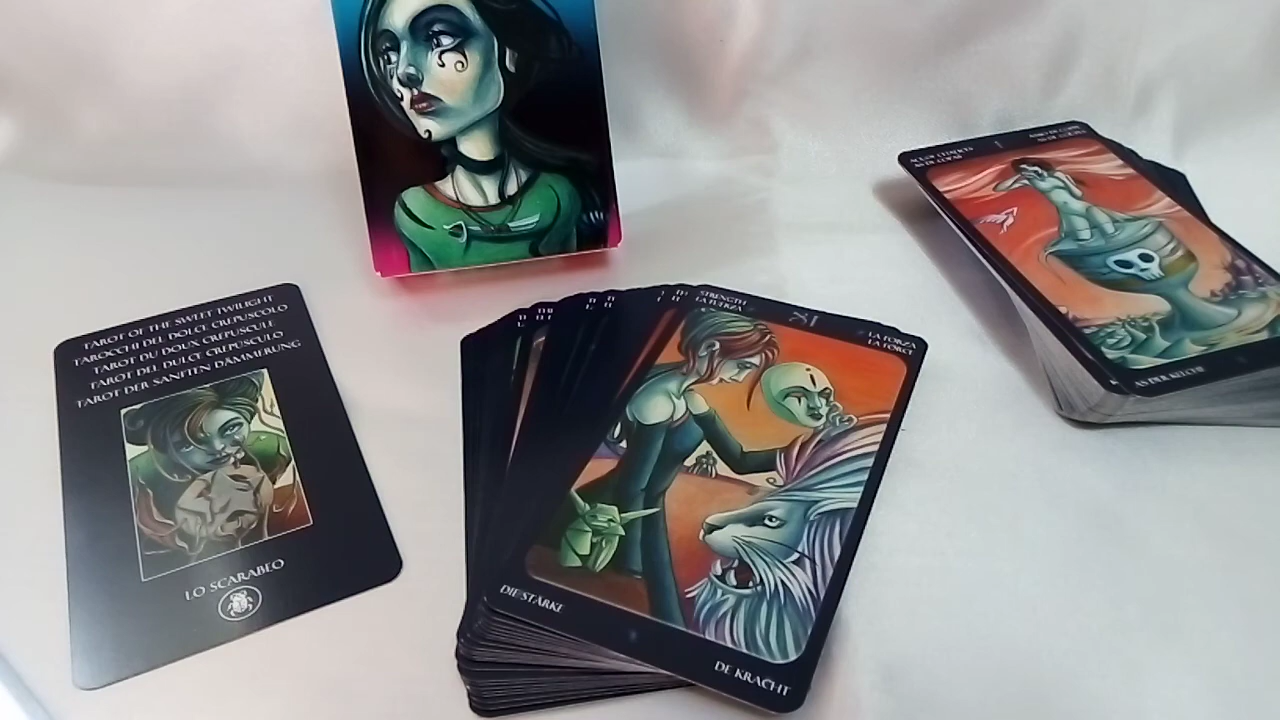 TAROT OF THE SWEET TWILIGHT
TAROCCHI DEL DOLCE CREPUSCOLO
TAROT DU DOUX CRÉPUSCULE
TAROT DEL DULCE CREPÚSCULO
TAROT DER SANFTEN DÄMMERUNG
LO SCARABEO
STRENGTH
LA FUERZA
XI
LA FORZA
LA FORCE
DIE STÄRKE
DE KRACHT
AS DER KELCHE